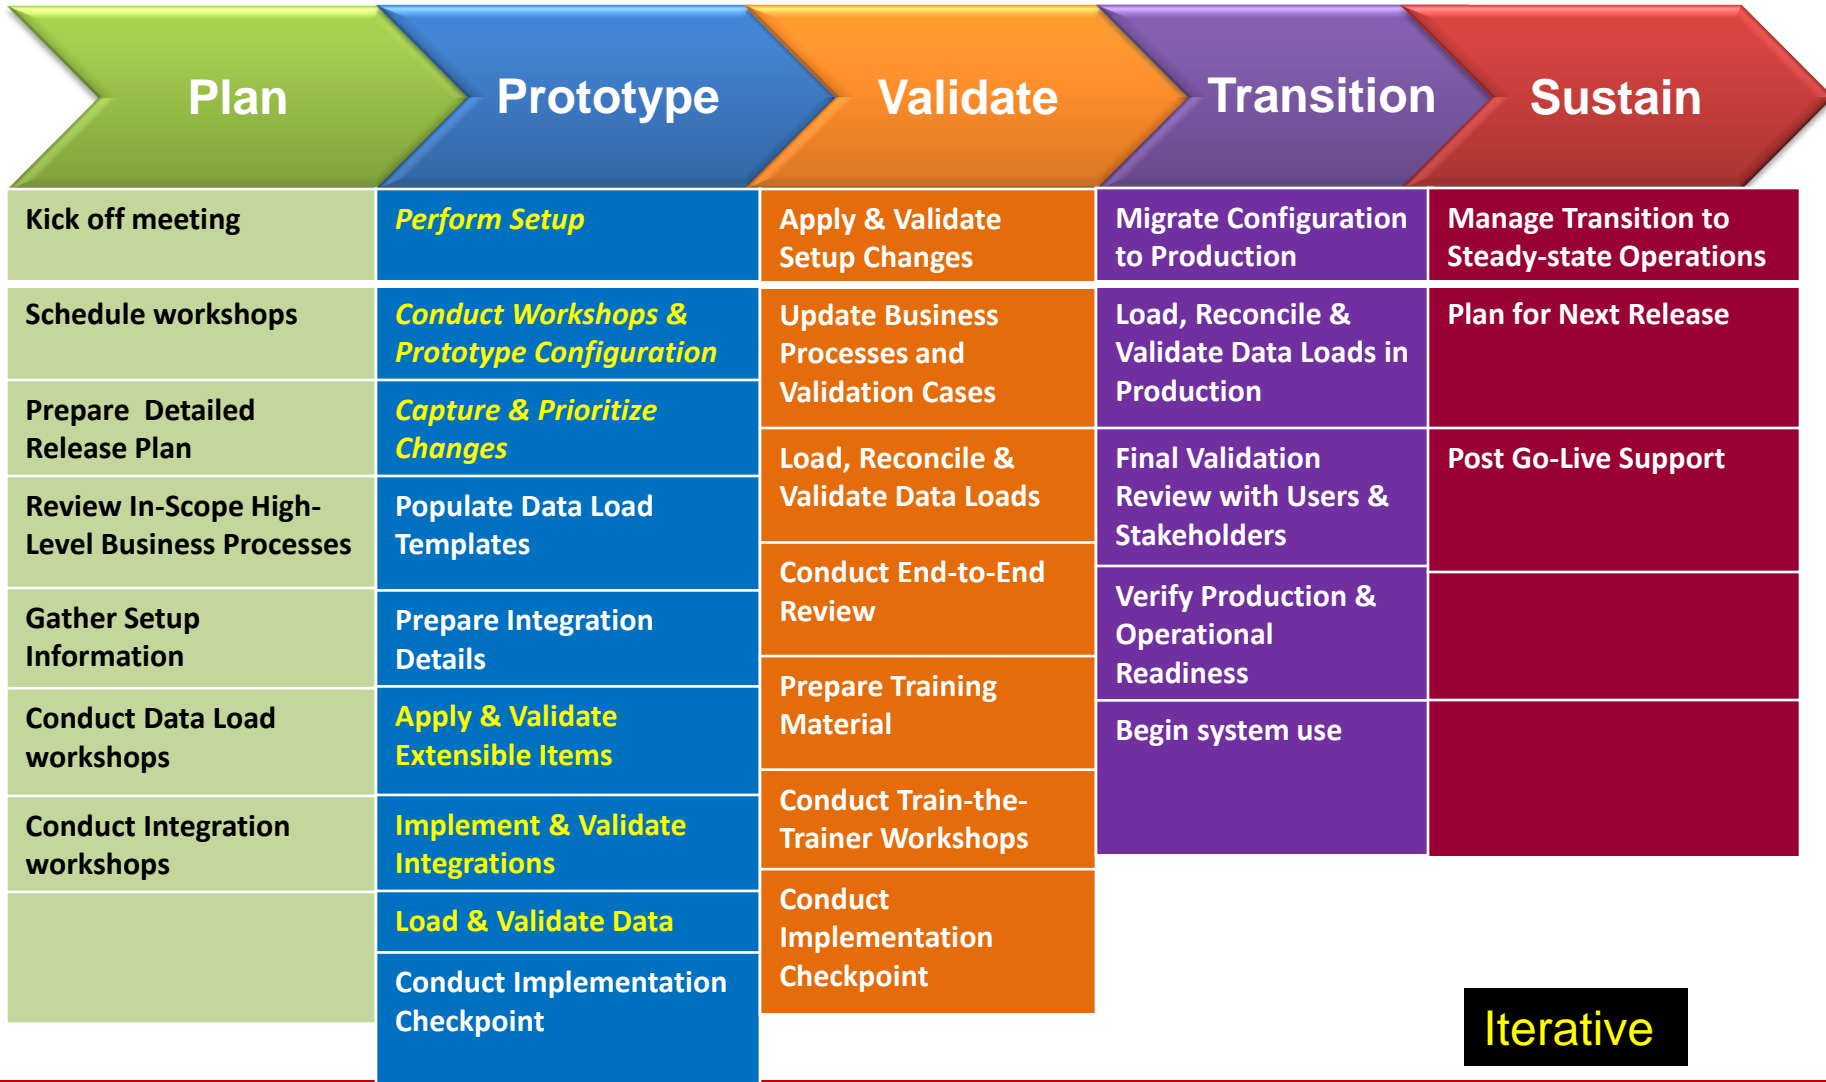 Plan
Prototype
Validate
Transition
Sustain
Kick off meeting
Schedule workshops
Prepare Detailed
Release Plan
Review In-Scope High-
Level Business Processes
Gather Setup
Information
Conduct Data Load
workshops
Conduct Integration
workshops
Perform Setup
Conduct Workshops &
Prototype Configuration
Capture & Prioritize
Changes
Populate Data Load
Templates
Prepare Integration
Details
Apply & Validate
Extensible Items
Implement & Validate
Integrations
Load & Validate Data
Conduct Implementation
Checkpoint
Apply & Validate
Setup Changes
Update Business
Processes and
Validation Cases
Load, Reconcile &
Validate Data Loads
Conduct End-to-End
Review
Prepare Training
Material
Conduct Train-the-
Trainer Workshops
Conduct
Implementation
Checkpoint
Migrate Configuration
to Production
Load, Reconcile &
Validate Data Loads in
Production
Final Validation
Review with Users &
Stakeholders
Verify Production &
Operational
Readiness
Begin system use
Manage Transition to
Steady-state Operations
Plan for Next Release
Post Go-Live Support
Iterative